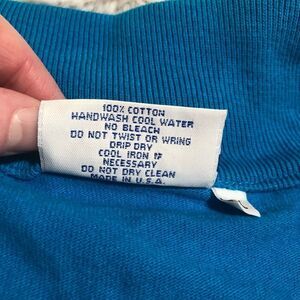 100% COTTON
HANDWASH COOL WATER
NO BLEACH
DO NOT TWIST OR WRING
DRIP DRY
COOL IRON IF
NECESSARY
DO NOT DRY CLEAN
MADE IN U.S.A.